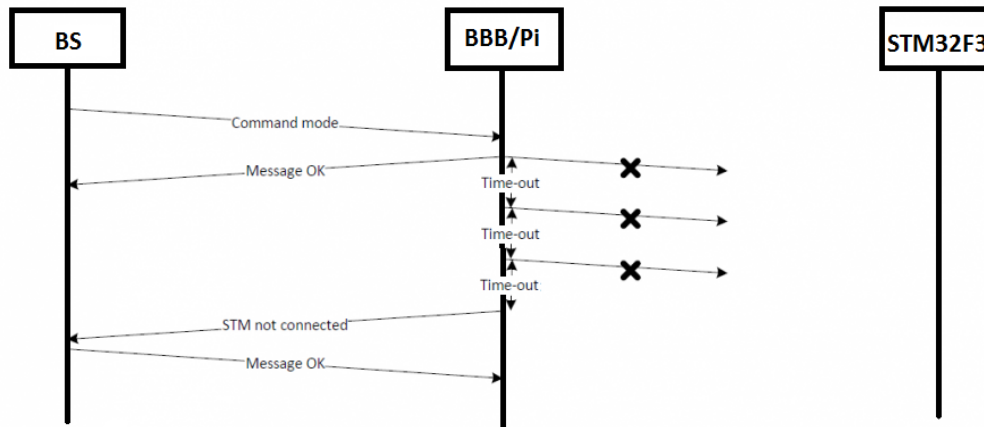 BS
BBB/Pi
STM32F3
Command mode
Message OK
Time-out
Time-out
Time-out
STM not connected
Message OK